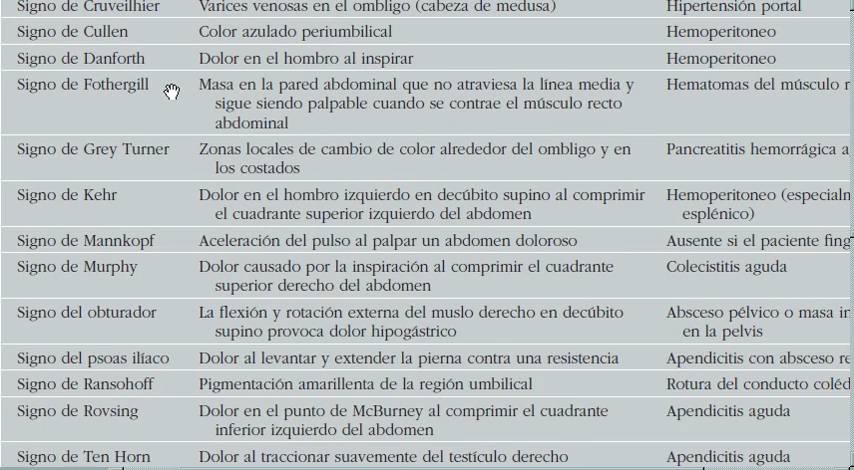 Signo de Cruveilhier Varices venosas en el ombligo (cabeza de medusa) Hipertensión portal
Signo de Cullen Color azulado periumbilical Hemoperitoneo
Signo de Danforth Dolor en el hombro al inspirar Hemoperitoneo
Signo de Fothergill Masa en la pared abdominal que no atraviesa la línea media y Hematomas del músculo
sigue siendo palpable cuando se contrae el músculo recto
abdominal
Signo de Grey Turner Zonas locales de cambio de color alrededor del ombligo y en Pancreatitis hemorrágica
los costados
Signo de Kehr Dolor en el hombro izquierdo en decúbito supino al comprimir Hemoperitoneo
el cuadrante superior izquierdo del abdomen esplénico)
Signo de Mannkopf Aceleración del pulso al palpar un abdomen doloroso Ausente si el paciente
Signo de Murphy Dolor causado por la inspiración al comprimir el cuadrante Colecistitis aguda
superior derecho del abdomen
Signo del obturador La flexión y rotación externa del muslo derecho en decúbito Absceso pélvico o masa
supino provoca dolor hipogástrico en la pelvis
Signo del psoas ilíaco Dolor al levantar y extender la pierna contra una resistencia Apendicitis con absceso
Signo de Ransohoff Pigmentación amarillenta de la región umbilical Rotura del conducto
Signo de Rovsing Dolor en el punto de McBurney al comprimir el cuadrante Apendicitis aguda
inferior izquierdo del abdomen
Signo de Ten Horn Dolor al traccionar suavemente del testículo derecho Apendicitis aguda